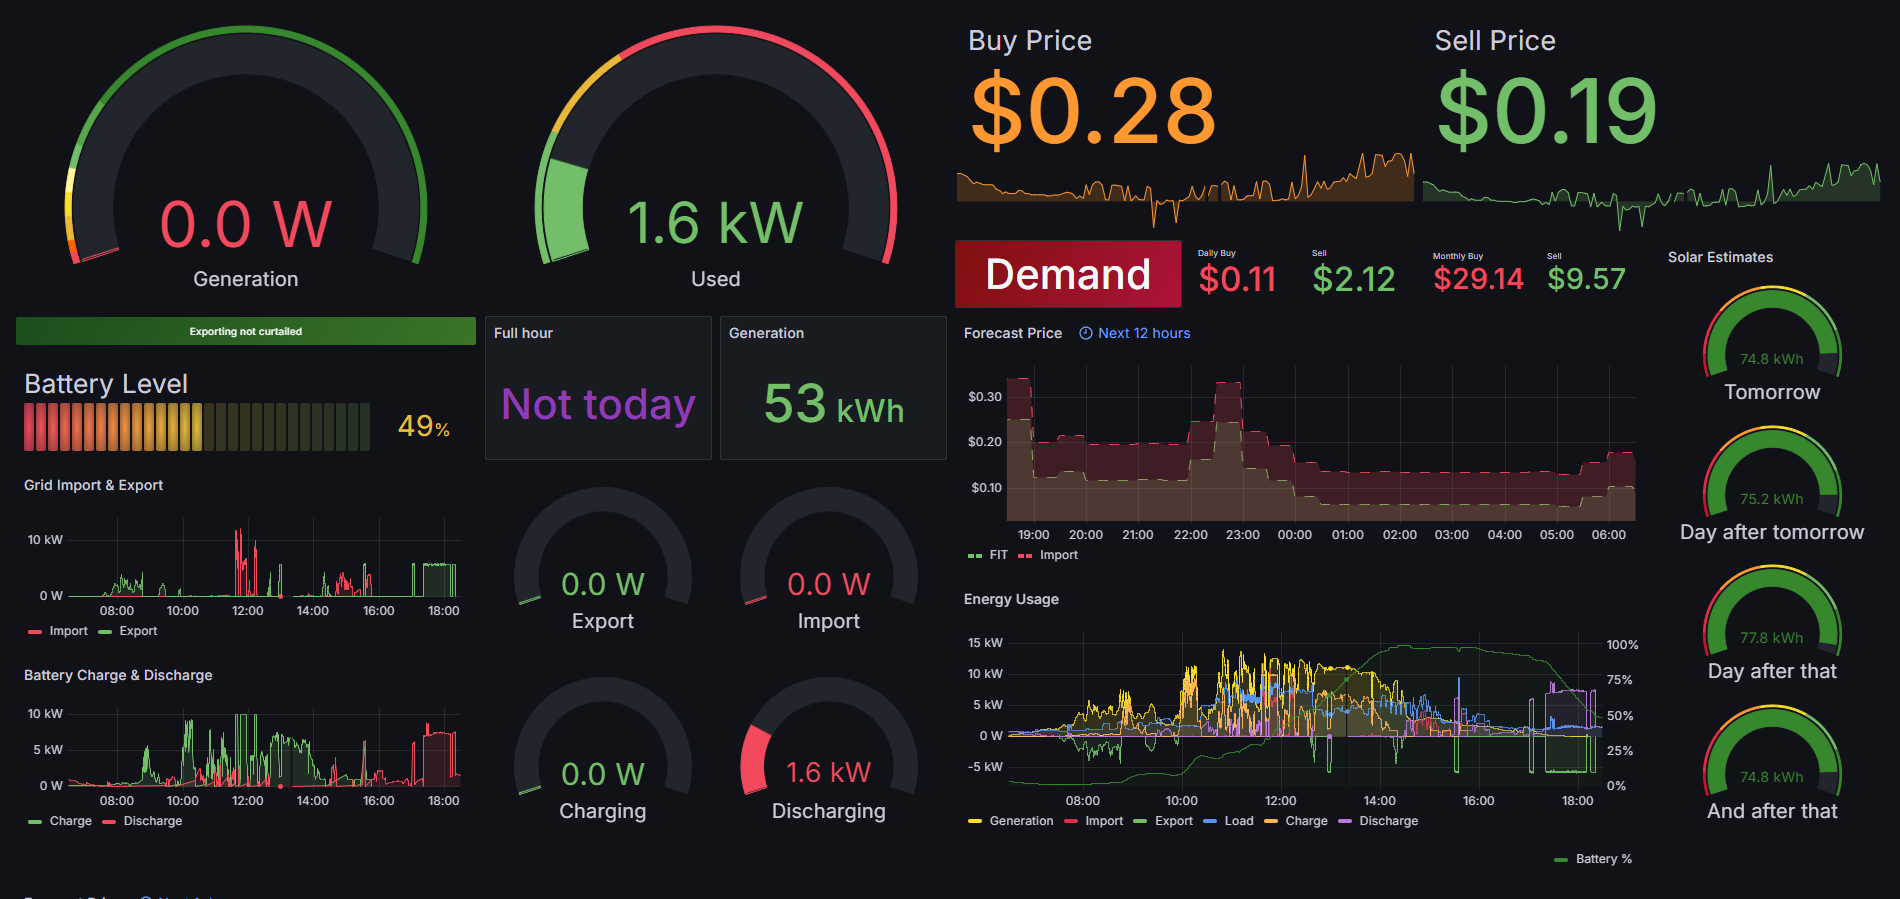 0.0 W
Generation
1.6 kW
Used
Buy Price
$0.28
Sell Price
$0.19
Demand
Daily Buy
$0.11
Sell
$2.12
Monthly Buy
$29.14
Sell
$9.57
Solar Estimates
74.8 kWh
Tomorrow
75.2 kWh
Day after tomorrow
77.8 kWh
Day after that
74.8 kWh
And after that
Exporting not curtailed
Battery Level
49%
Full hour
Not today
Generation
53 kWh
Grid Import & Export
10 kW
0 W
08:00 10:00 12:00 14:00 16:00 18:00
Import Export
0.0 W
Export
0.0 W
Import
Battery Charge & Discharge
10 kW
5 kW
0 W
08:00 10:00 12:00 14:00 16:00 18:00
Charge Discharge
0.0 W
Charging
1.6 kW
Discharging
Forecast Price Next 12 hours
$0.30
$0.20
$0.10
19:00 20:00 21:00 22:00 23:00 00:00 01:00 02:00 03:00 04:00 05:00 06:00
FIT Import
Energy Usage
15 kW 100%
10 kW 75%
5 kW 50%
0 W 25%
-5 kW 0%
08:00 10:00 12:00 14:00 16:00 18:00
Generation Import Export Load Charge Discharge
Battery %